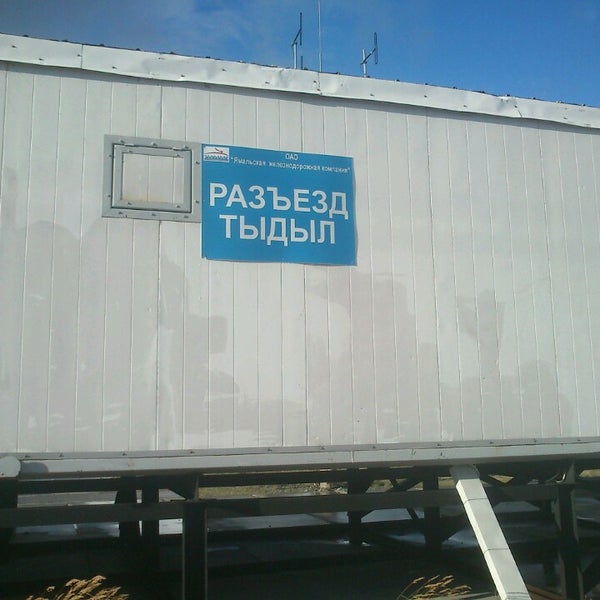 ОАО
"Ямальская железнодорожная компания"
РАЗЪЕЗД
ТЫДЫЛ